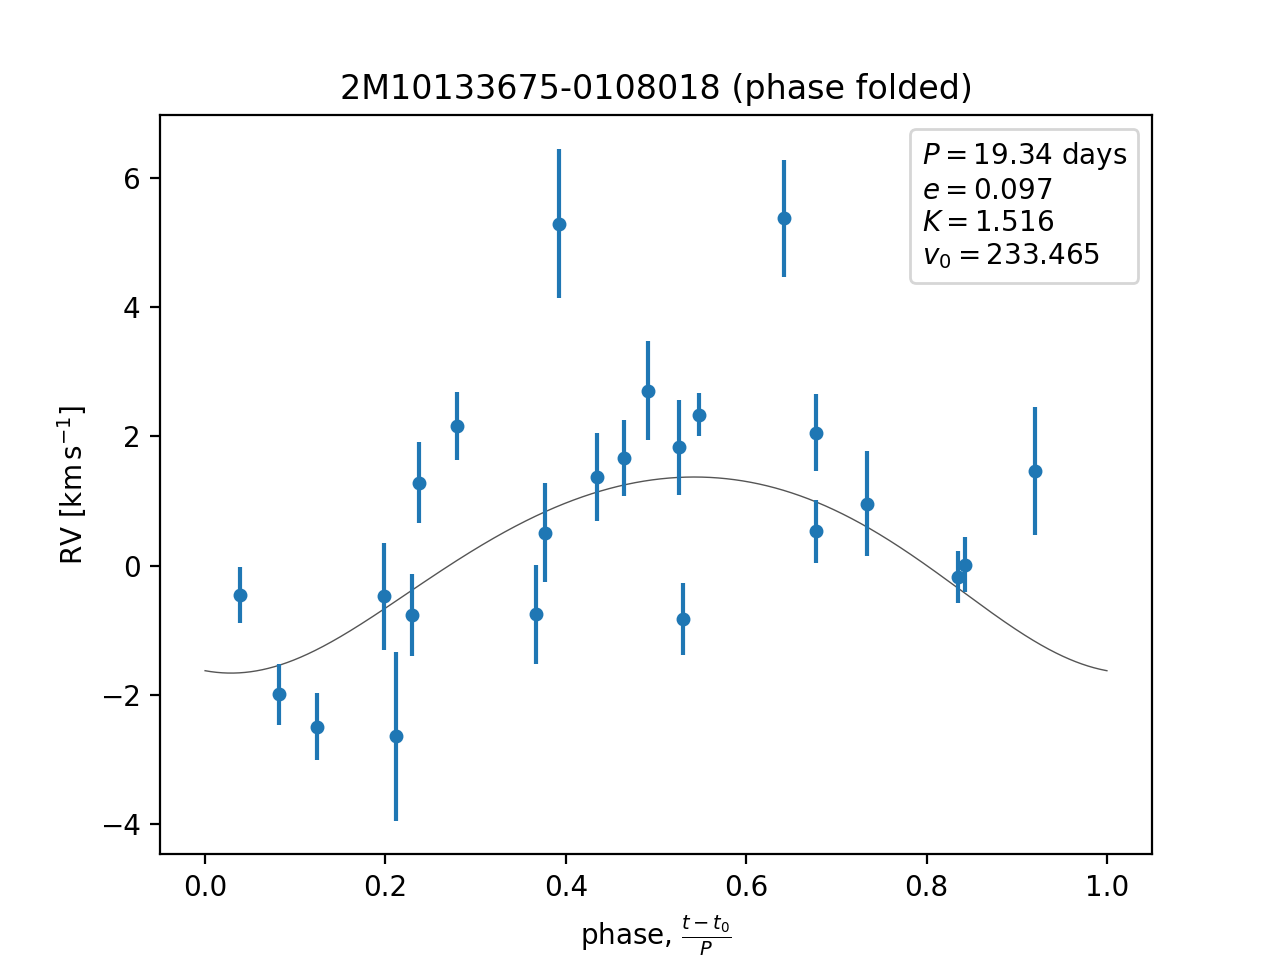 2M10133675-0108018 (phase folded)
P = 19.34 days
e = 0.097
K = 1.516
v₀ = 233.465
RV [km s⁻¹]
6
4
2
0
−2
−4
0.0 0.2 0.4 0.6 0.8 1.0
phase, (t − t₀)/P